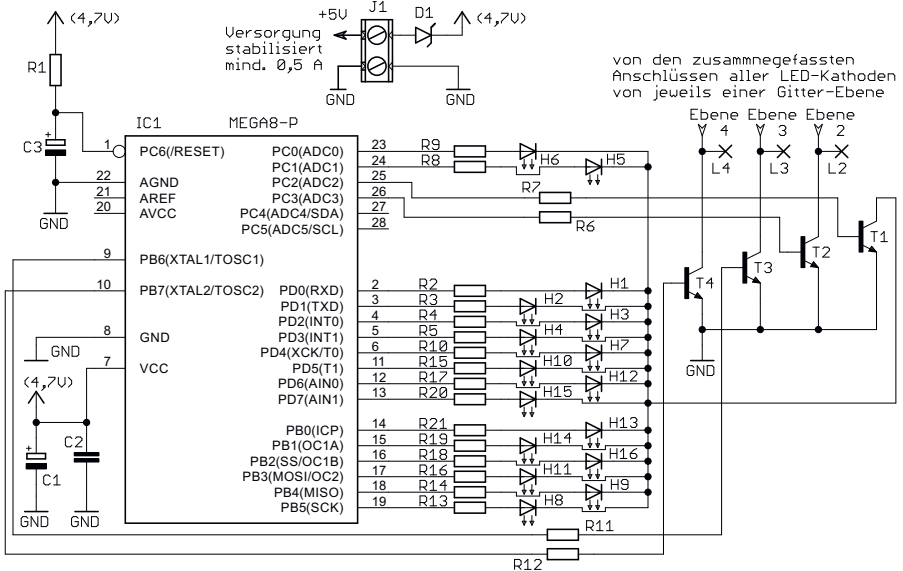 (4,7V)
R1
C3
GND
+5V
J1
D1
(4,7V)
Versorgung
stabilisiert
mind. 0,5 A
GND
GND
von den zusammnegefassten
Anschlüssen aller LED-Kathoden
von jeweils einer Gitter-Ebene
Ebene Ebene Ebene
4 3 2
L4 L3 L2
IC1 MEGA8-P
1 PC6(/RESET)
22 AGND
21 AREF
20 AVCC
9 PB6(XTAL1/TOSC1)
10 PB7(XTAL2/TOSC2)
8 GND
GND
7 VCC
(4,7V)
C1
C2
GND
GND
PC0(ADC0) 23 R9 H6
PC1(ADC1) 24 R8 H5
PC2(ADC2) 25 R7
PC3(ADC3) 26 R6
PC4(ADC4/SDA) 27
PC5(ADC5/SCL) 28
PD0(RXD) 2 R2 H1
PD1(TXD) 3 R3 H2
PD2(INT0) 4 R4 H3
PD3(INT1) 5 R5 H4
PD4(XCK/T0) 6 R10 H7
PD5(T1) 11 R15 H10
PD6(AIN0) 12 R17 H12
PD7(AIN1) 13 R20 H15
PB0(ICP) 14 R21 H13
PB1(OC1A) 15 R19 H14
PB2(SS/OC1B) 16 R18 H16
PB3(MOSI/OC2) 17 R16 H11
PB4(MISO) 18 R14 H9
PB5(SCK) 19 R13 H8
T4
T3
T2
T1
GND
R11
R12